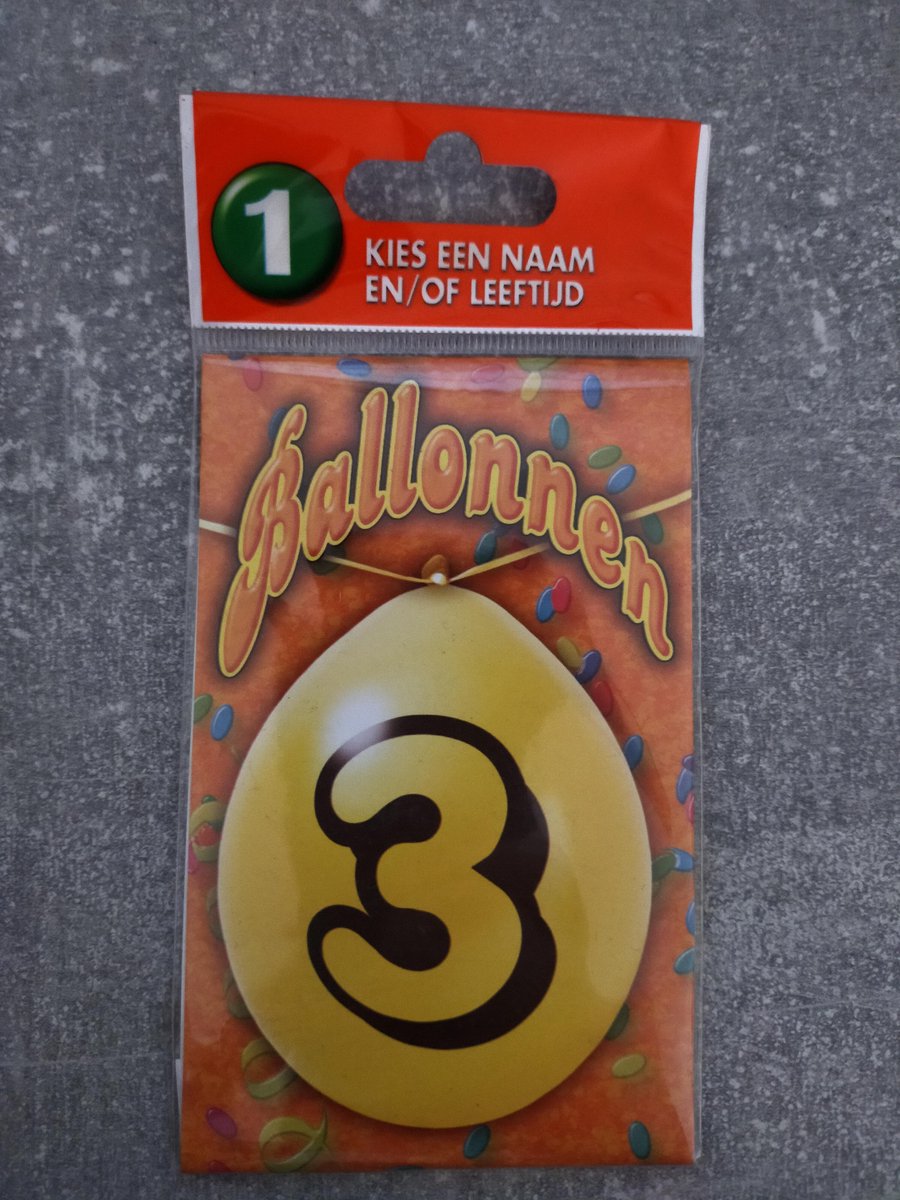 1
KIES EEN NAAM
EN/OF LEEFTIJD
Ballonnen
3